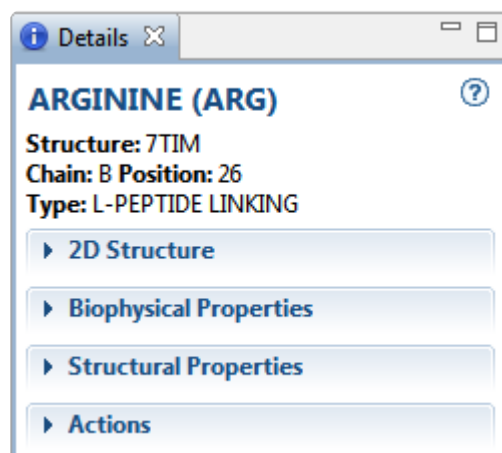 Details
ARGININE (ARG)
Structure: 7TIM
Chain: B Position: 26
Type: L-PEPTIDE LINKING
2D Structure
Biophysical Properties
Structural Properties
Actions